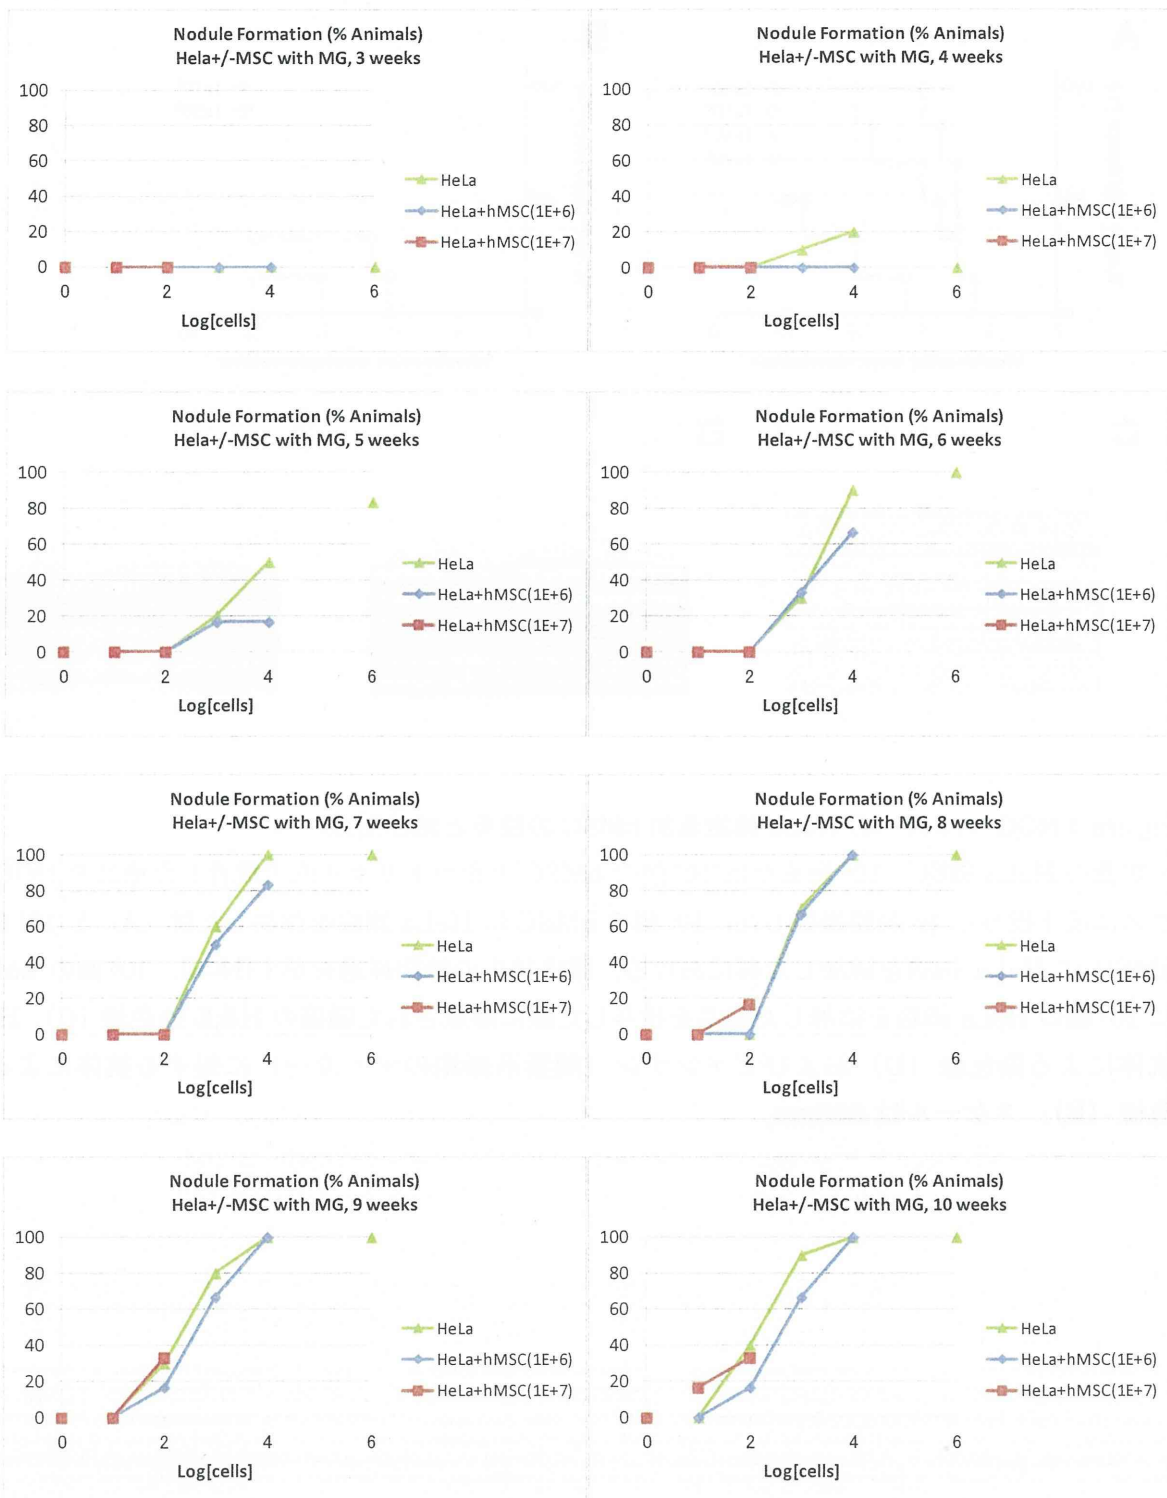 Nodule Formation (% Animals)
Hela+/-MSC with MG, 3 weeks
100
80
60
40
20
0
0 2 4 6
Log[cells]
HeLa
HeLa+hMSC(1E+6)
HeLa+hMSC(1E+7)
Nodule Formation (% Animals)
Hela+/-MSC with MG, 4 weeks
100
80
60
40
20
0
0 2 4 6
Log[cells]
HeLa
HeLa+hMSC(1E+6)
HeLa+hMSC(1E+7)
Nodule Formation (% Animals)
Hela+/-MSC with MG, 5 weeks
100
80
60
40
20
0
0 2 4 6
Log[cells]
HeLa
HeLa+hMSC(1E+6)
HeLa+hMSC(1E+7)
Nodule Formation (% Animals)
Hela+/-MSC with MG, 6 weeks
100
80
60
40
20
0
0 2 4 6
Log[cells]
HeLa
HeLa+hMSC(1E+6)
HeLa+hMSC(1E+7)
Nodule Formation (% Animals)
Hela+/-MSC with MG, 7 weeks
100
80
60
40
20
0
0 2 4 6
Log[cells]
HeLa
HeLa+hMSC(1E+6)
HeLa+hMSC(1E+7)
Nodule Formation (% Animals)
Hela+/-MSC with MG, 8 weeks
100
80
60
40
20
0
0 2 4 6
Log[cells]
HeLa
HeLa+hMSC(1E+6)
HeLa+hMSC(1E+7)
Nodule Formation (% Animals)
Hela+/-MSC with MG, 9 weeks
100
80
60
40
20
0
0 2 4 6
Log[cells]
HeLa
HeLa+hMSC(1E+6)
HeLa+hMSC(1E+7)
Nodule Formation (% Animals)
Hela+/-MSC with MG, 10 weeks
100
80
60
40
20
0
0 2 4 6
Log[cells]
HeLa
HeLa+hMSC(1E+6)
HeLa+hMSC(1E+7)